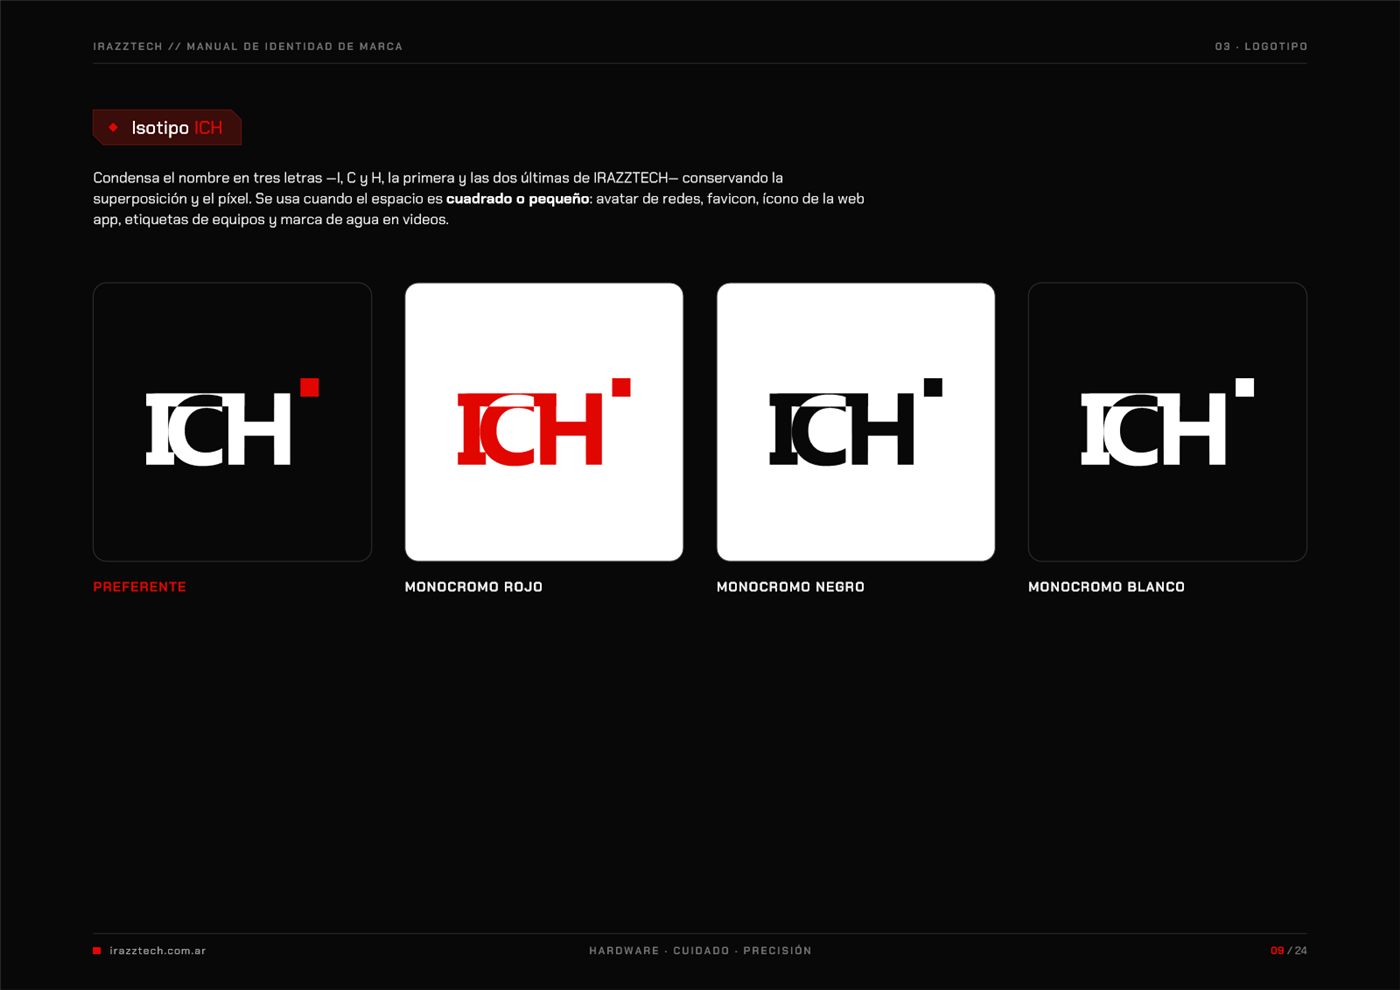 IRAZZTECH // MANUAL DE IDENTIDAD DE MARCA
03 · LOGOTIPO
Isotipo ICH
Condensa el nombre en tres letras —I, C y H, la primera y las dos últimas de IRAZZTECH— conservando la
superposición y el píxel. Se usa cuando el espacio es cuadrado o pequeño: avatar de redes, favicon, ícono de la web
app, etiquetas de equipos y marca de agua en videos.
ICH
ICH
ICH
ICH
PREFERENTE
MONOCROMO ROJO
MONOCROMO NEGRO
MONOCROMO BLANCO
irazztech.com.ar
HARDWARE · CUIDADO · PRECISIÓN
09 / 24